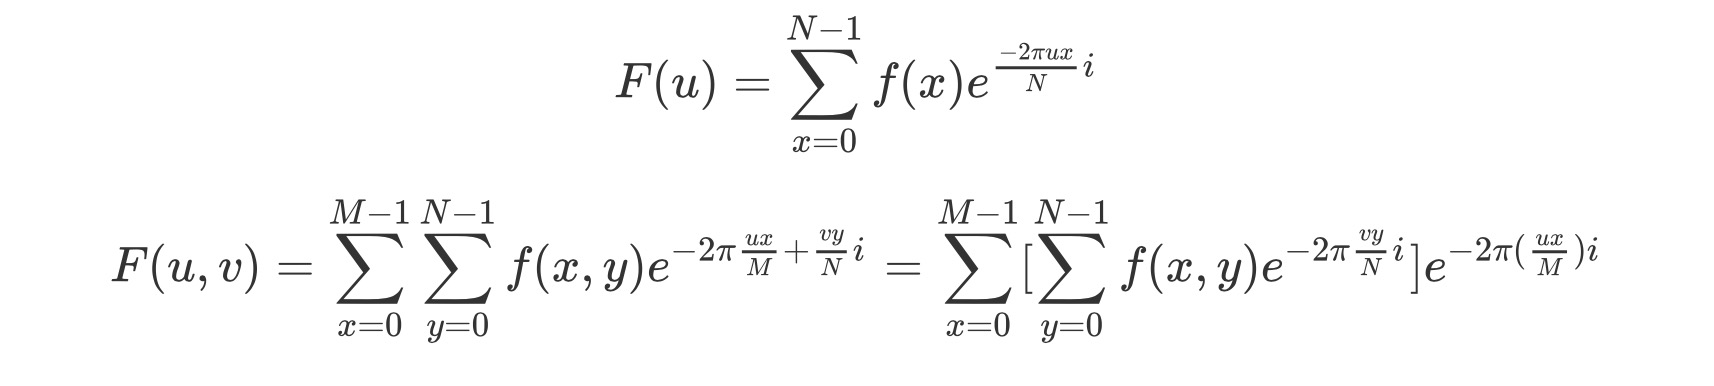 F(u) = \sum_{x=0}^{N-1} f(x)e^{\frac{-2\pi ux}{N}i}
F(u,v) = \sum_{x=0}^{M-1} \sum_{y=0}^{N-1} f(x,y)e^{-2\pi\frac{ux}{M}+\frac{vy}{N}i} = \sum_{x=0}^{M-1} [\sum_{y=0}^{N-1} f(x,y)e^{-2\pi\frac{vy}{N}i}]e^{-2\pi(\frac{ux}{M})i}